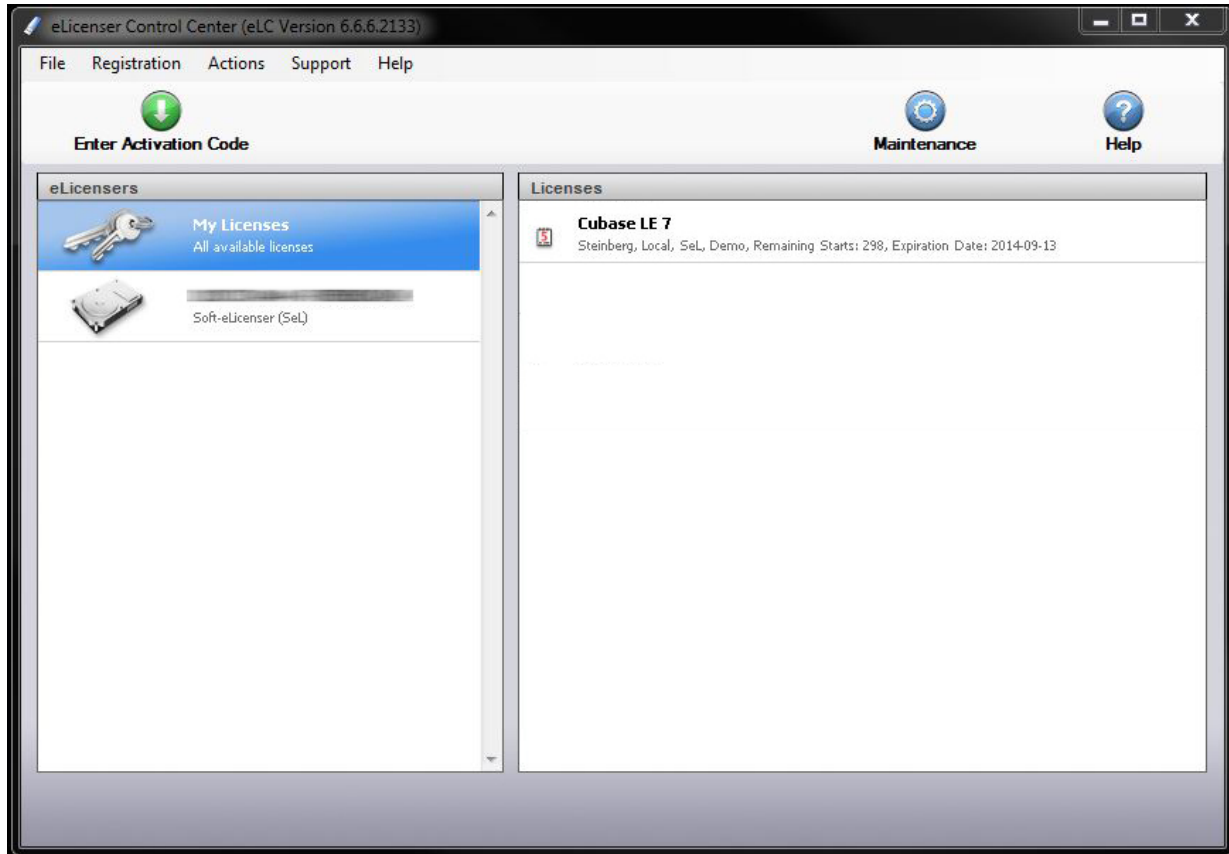 eLicenser Control Center (eLC Version 6.6.6.2133)
File Registration Actions Support Help
Enter Activation Code
Maintenance
Help
eLicensers
My Licenses
All available licenses
Soft-eLicenser (SeL)
Licenses
5
Cubase LE 7
Steinberg, Local, SeL, Demo, Remaining Starts: 298, Expiration Date: 2014-09-13